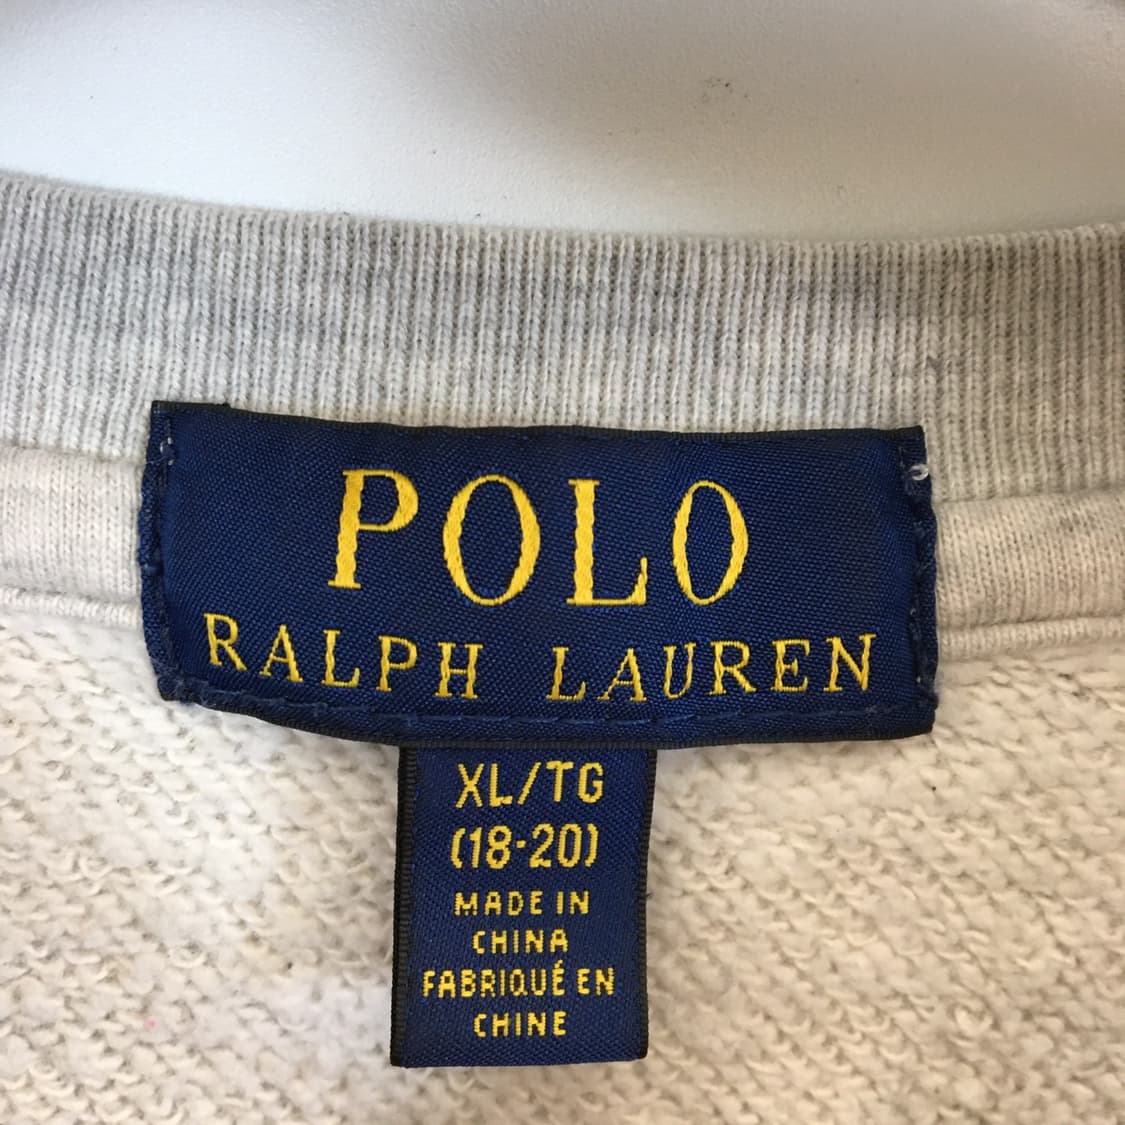 POLO
RALPH LAUREN
XL/TG
(18-20)
MADE IN
CHINA
FABRIQUÉ EN
CHINE